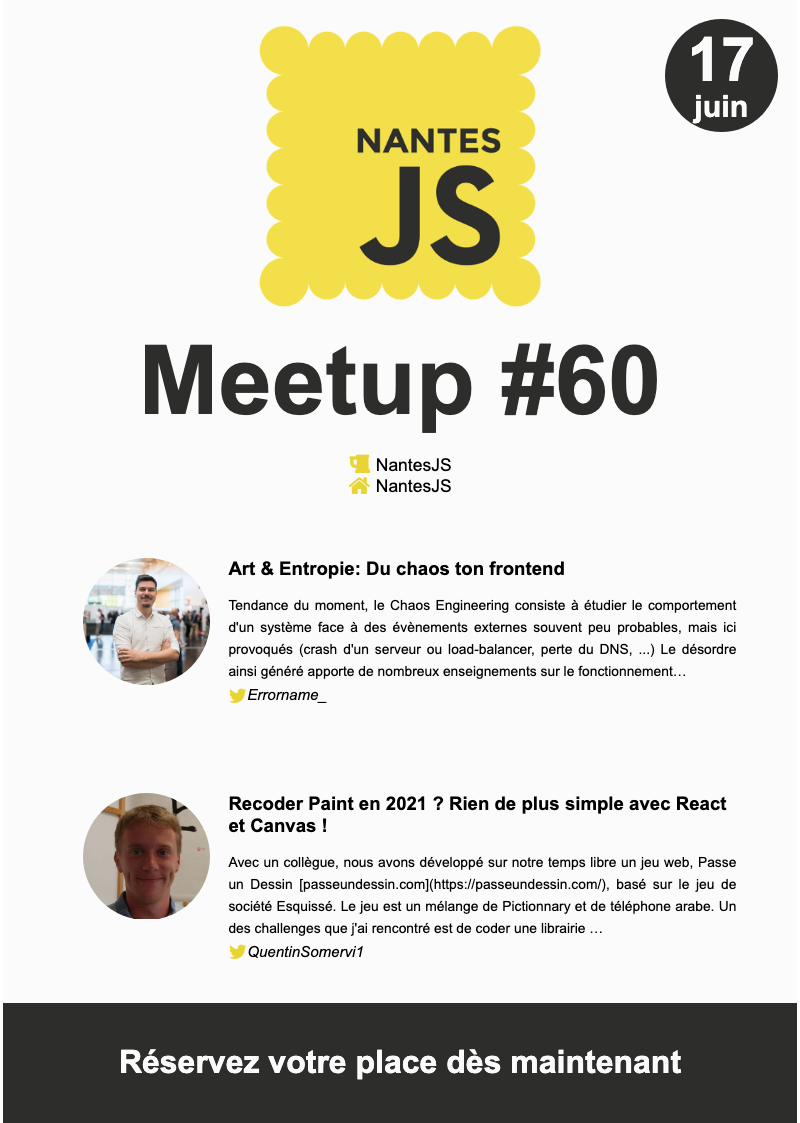 17
juin
NANTES
JS
Meetup #60
NantesJS
NantesJS
Art & Entropie: Du chaos ton frontend
Tendance du moment, le Chaos Engineering consiste à étudier le comportement
d'un système face à des évènements externes souvent peu probables, mais ici
provoqués (crash d'un serveur ou load-balancer, perte du DNS, ...) Le désordre
ainsi généré apporte de nombreux enseignements sur le fonctionnement…
Errorname_
Recoder Paint en 2021 ? Rien de plus simple avec React
et Canvas !
Avec un collègue, nous avons développé sur notre temps libre un jeu web, Passe
un Dessin [passeundessin.com](https://passeundessin.com/), basé sur le jeu de
société Esquissé. Le jeu est un mélange de Pictionnary et de téléphone arabe. Un
des challenges que j'ai rencontré est de coder une librairie …
QuentinSomervi1
Réservez votre place dès maintenant